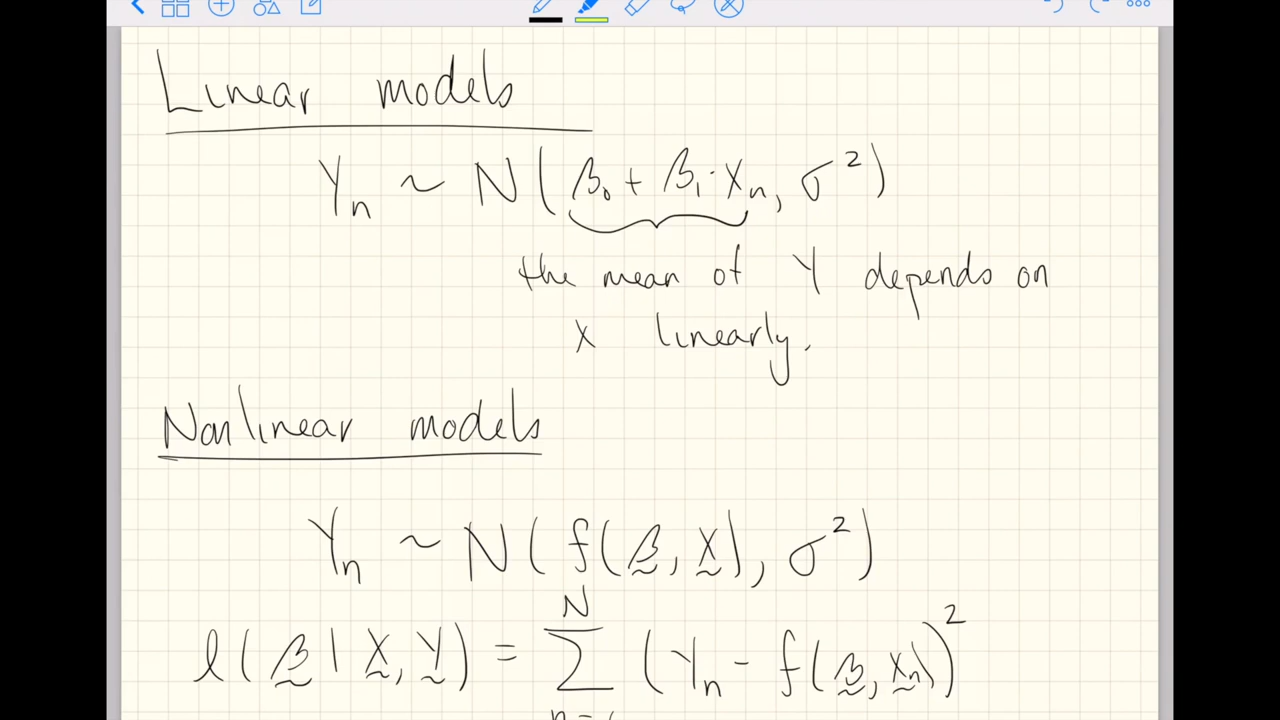 Linear models
Yₙ ~ N(β₀ + β₁·Xₙ, σ²)
the mean of Y depends on
X linearly.
Nonlinear models
Yₙ ~ N(f(β, X), σ²)
N
l(β | X, Y) = Σ (Yₙ - f(β, Xₙ))²
n=